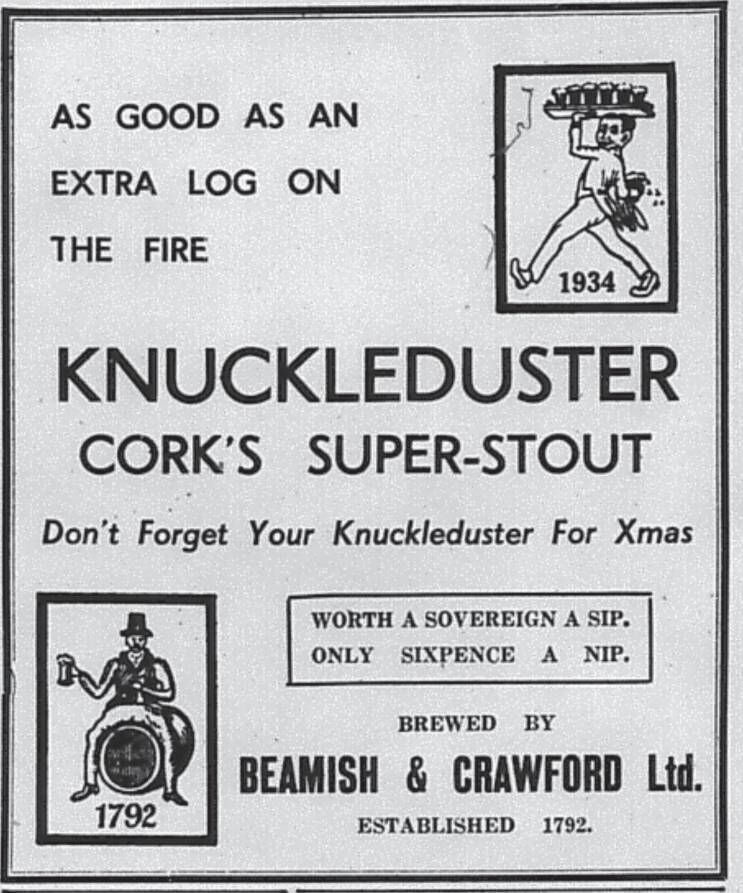 AS GOOD AS AN
EXTRA LOG ON
THE FIRE
1934
KNUCKLEDUSTER
CORK'S SUPER-STOUT
Don't Forget Your Knuckleduster For Xmas
WORTH A SOVEREIGN A SIP.
ONLY SIXPENCE A NIP.
1792
BREWED BY
BEAMISH & CRAWFORD Ltd.
ESTABLISHED 1792.